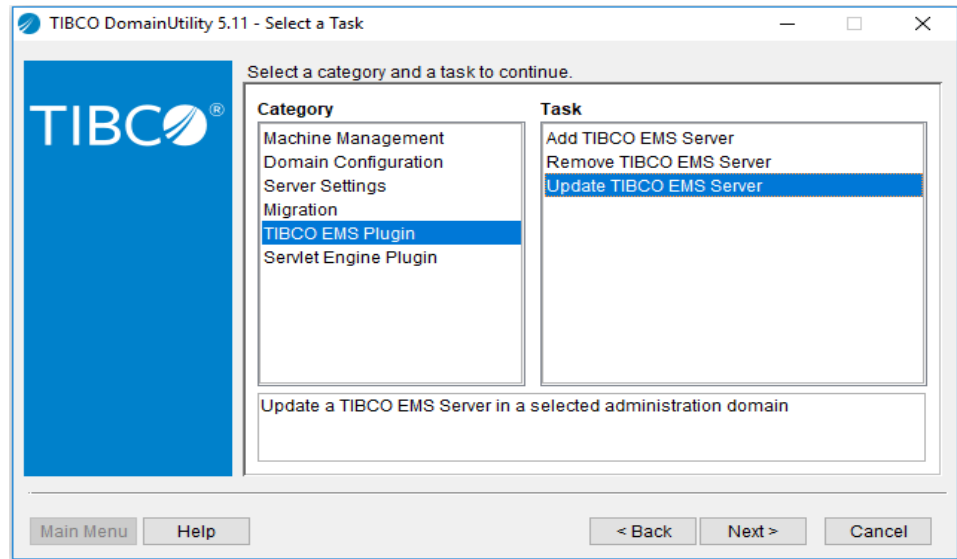 TIBCO DomainUtility 5.11 - Select a Task
TIBCO®
Select a category and a task to continue.
Category
Machine Management
Domain Configuration
Server Settings
Migration
TIBCO EMS Plugin
Servlet Engine Plugin
Task
Add TIBCO EMS Server
Remove TIBCO EMS Server
Update TIBCO EMS Server
Update a TIBCO EMS Server in a selected administration domain
Main Menu Help < Back Next > Cancel